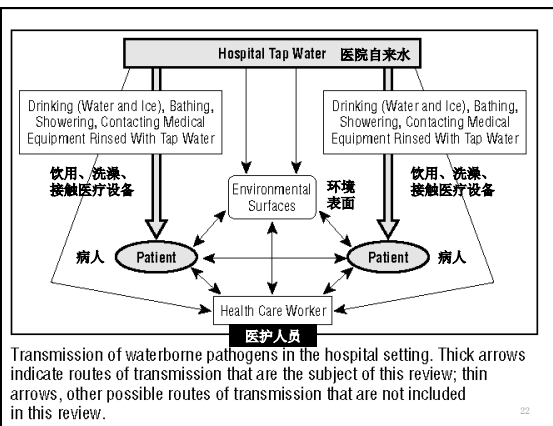 Hospital Tap Water 医院自来水
Drinking (Water and Ice), Bathing,
Showering, Contacting Medical
Equipment Rinsed With Tap Water
Drinking (Water and Ice), Bathing,
Showering, Contacting Medical
Equipment Rinsed With Tap Water
饮用、洗澡、
接触医疗设备
Environmental
Surfaces
环境
表面
饮用、洗澡、
接触医疗设备
病人 Patient
Patient 病人
Health Care Worker
医护人员
Transmission of waterborne pathogens in the hospital setting. Thick arrows
indicate routes of transmission that are the subject of this review; thin
arrows, other possible routes of transmission that are not included
in this review.
22